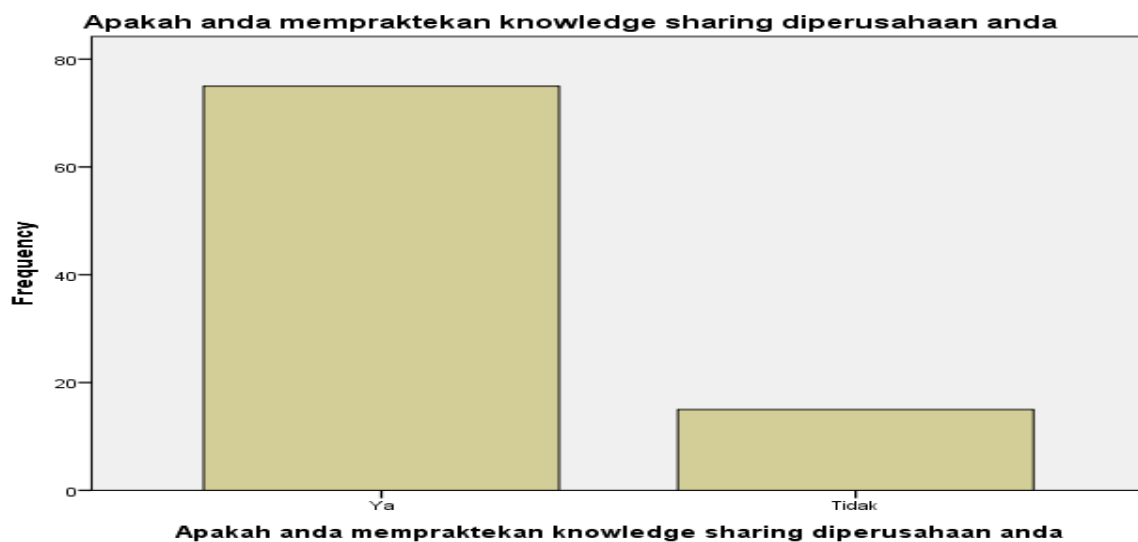 Apakah anda mempraktekan knowledge sharing diperusahaan anda
80
60
40
20
0
Frequency
Ya
Tidak
Apakah anda mempraktekan knowledge sharing diperusahaan anda